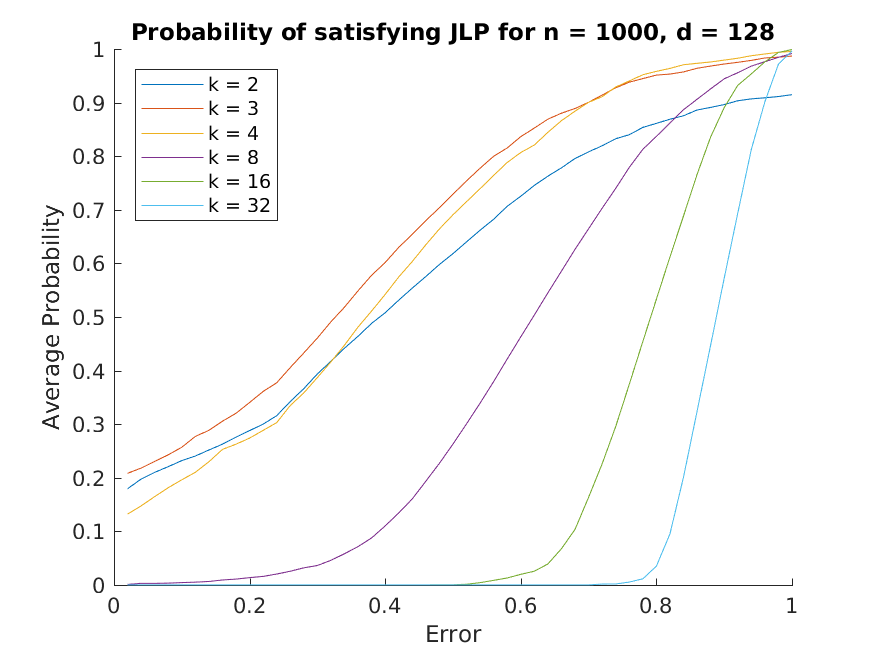 Probability of satisfying JLP for n = 1000, d = 128
1
0.9
0.8
0.7
0.6
0.5
0.4
0.3
0.2
0.1
0
Average Probability
k = 2
k = 3
k = 4
k = 8
k = 16
k = 32
0
0.2
0.4
0.6
0.8
1
Error